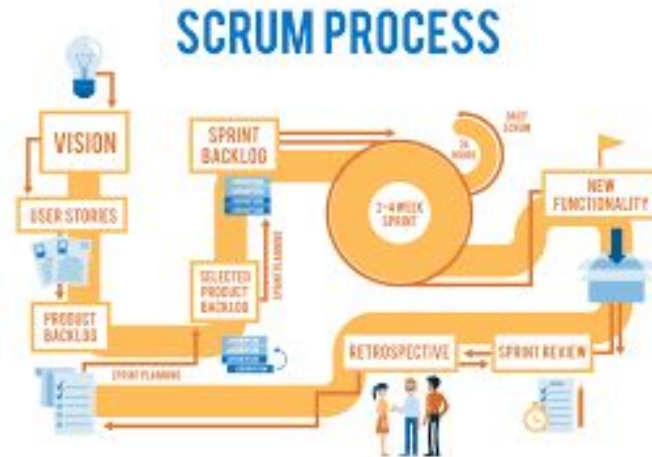 SCRUM PROCESS
VISION
USER STORIES
PRODUCT
BACKLOG
SPRINT PLANNING
SELECTED
PRODUCT
BACKLOG
SPRINT PLANNING
SPRINT
BACKLOG
2-4 WEEK
SPRINT
24
HOURS
DAILY
SCRUM
NEW
FUNCTIONALITY
SPRINT REVIEW
RETROSPECTIVE